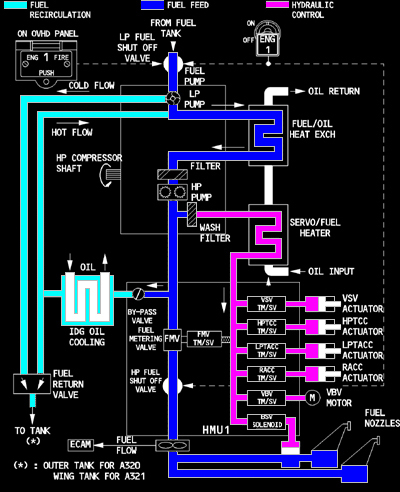 FUEL RECIRCULATION
FUEL FEED
HYDRAULIC CONTROL
ON OVHD PANEL
ENG 1 FIRE
PUSH
FROM FUEL TANK
LP FUEL SHUT OFF VALVE
ON
OFF
ENG 1
FUEL PUMP
COLD FLOW
LP PUMP
OIL RETURN
HOT FLOW
FUEL/OIL HEAT EXCH
HP COMPRESSOR SHAFT
FILTER
HP PUMP
WASH FILTER
SERVO/FUEL HEATER
OIL
OIL INPUT
IDG OIL COOLING
BY-PASS VALVE
FUEL METERING VALVE
FMV
FMV TM/SV
VSV TM/SV
VSV ACTUATOR
HPTCC TM/SV
HPTCC ACTUATOR
LPTACC TM/SV
LPTACC ACTUATOR
RACC TM/SV
RACC ACTUATOR
VBV TM/SV
M
VBV MOTOR
BSV SOLENOID
HP FUEL SHUT OFF VALVE
FUEL RETURN VALVE
HMU1
FUEL NOZZLES
TO TANK (*)
ECAM
FUEL FLOW
(*) : OUTER TANK FOR A320
WING TANK FOR A321